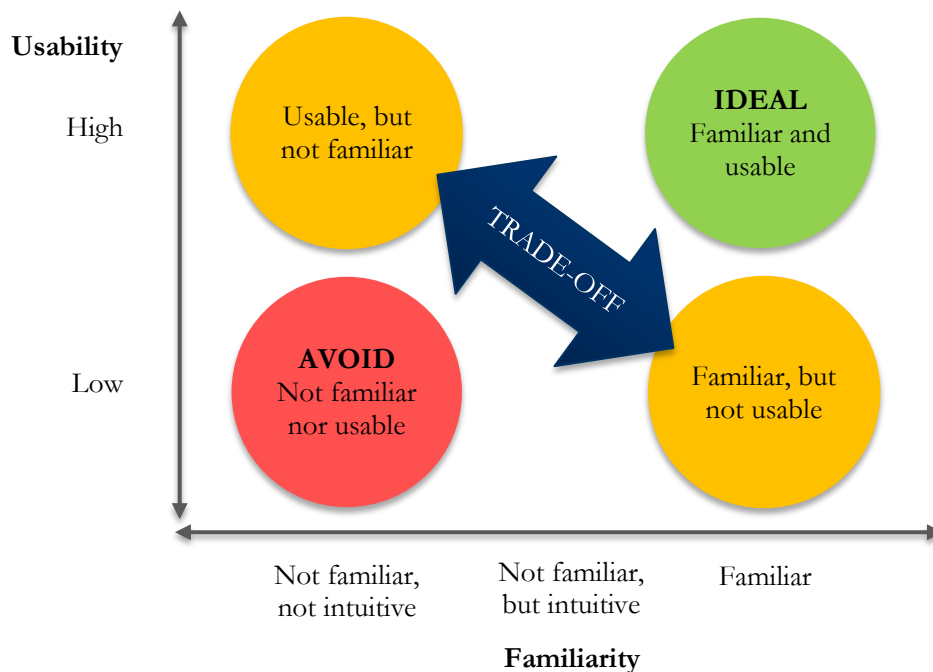 Usability
High
Low
Usable, but
not familiar
IDEAL
Familiar and
usable
TRADE-OFF
AVOID
Not familiar
nor usable
Familiar, but
not usable
Not familiar,
not intuitive
Not familiar,
but intuitive
Familiar
Familiarity